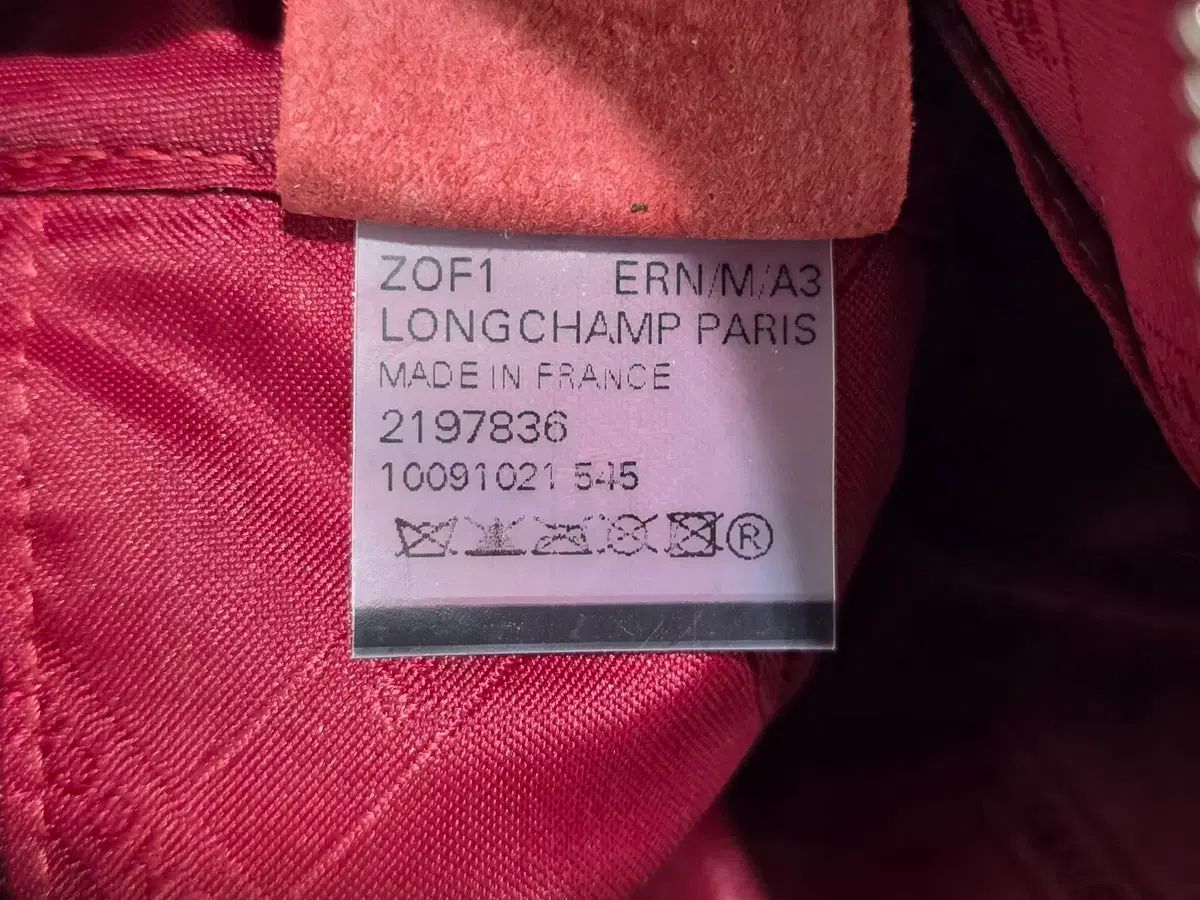 ZOF1 ERN/M/A3
LONGCHAMP PARIS
MADE IN FRANCE
2197836
10091021 545
®